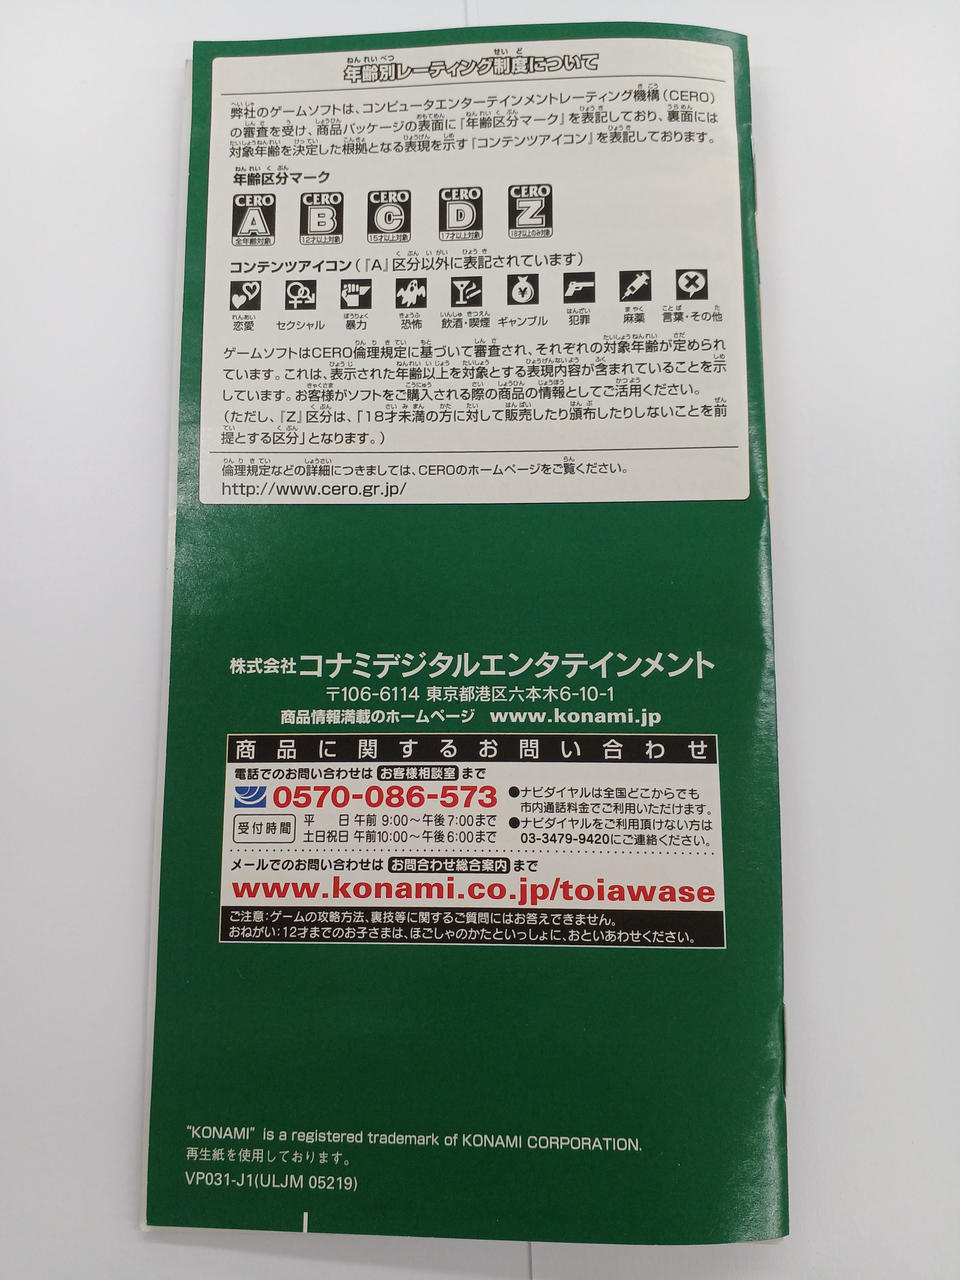 年齢別レーティング制度について
弊社のゲームソフトは、コンピュータエンターテインメントレーティング機構（CERO）
の審査を受け、商品パッケージの表面に『年齢区分マーク』を表記しており、裏面には
対象年齢を決定した根拠となる表現を示す『コンテンツアイコン』を表記しております。
年齢区分マーク
CERO A 全年齢対象
CERO B 12才以上対象
CERO C 15才以上対象
CERO D 17才以上対象
CERO Z 18才以上のみ対象
コンテンツアイコン（『A』区分以外に表記されています）
恋愛 セクシャル 暴力 恐怖 飲酒・喫煙 ギャンブル 犯罪 麻薬 言葉・その他
ゲームソフトはCERO倫理規定に基づいて審査され、それぞれの対象年齢が定められ
ています。これは、表示された年齢以上を対象とする表現内容が含まれていることを示
しています。お客様がソフトをご購入される際の商品の情報としてご活用ください。
（ただし、『Z』区分は、「18才未満の方に対して販売したり頒布したりしないことを前
提とする区分」となります。）
倫理規定などの詳細につきましては、CEROのホームページをご覧ください。
http://www.cero.gr.jp/
株式会社コナミデジタルエンタテインメント
〒106-6114 東京都港区六本木6-10-1
商品情報満載のホームページ www.konami.jp
商品に関するお問い合わせ
電話でのお問い合わせは お客様相談室 まで
0570-086-573
受付時間 平 日 午前 9:00～午後7:00まで
土日祝日 午前10:00～午後6:00まで
●ナビダイヤルは全国どこからでも
市内通話料金でご利用いただけます。
●ナビダイヤルをご利用頂けない方は
03-3479-9420にご連絡ください。
メールでのお問い合わせは お問合わせ総合案内 まで
www.konami.co.jp/toiawase
ご注意：ゲームの攻略方法、裏技等に関するご質問にはお答えできません。
おねがい：12才までのお子さまは、ほごしゃのかたといっしょに、おといあわせください。
"KONAMI" is a registered trademark of KONAMI CORPORATION.
再生紙を使用しております。
VP031-J1(ULJM 05219)